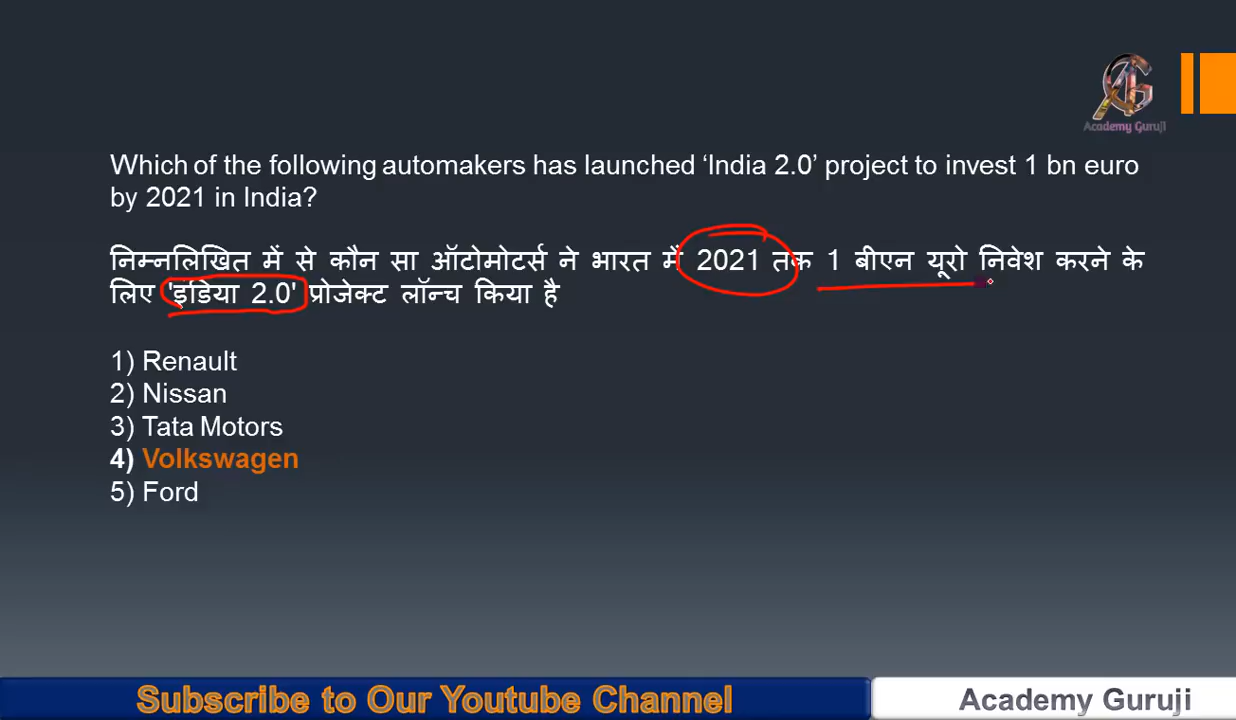 Academy Guruji
Which of the following automakers has launched ‘India 2.0’ project to invest 1 bn euro
by 2021 in India?
निम्नलिखित में से कौन सा ऑटोमोटर्स ने भारत में 2021 तक 1 बीएन यूरो निवेश करने के
लिए 'इंडिया 2.0' प्रोजेक्ट लॉन्च किया है
1) Renault
2) Nissan
3) Tata Motors
4) Volkswagen
5) Ford
Subscribe to Our Youtube Channel
Academy Guruji